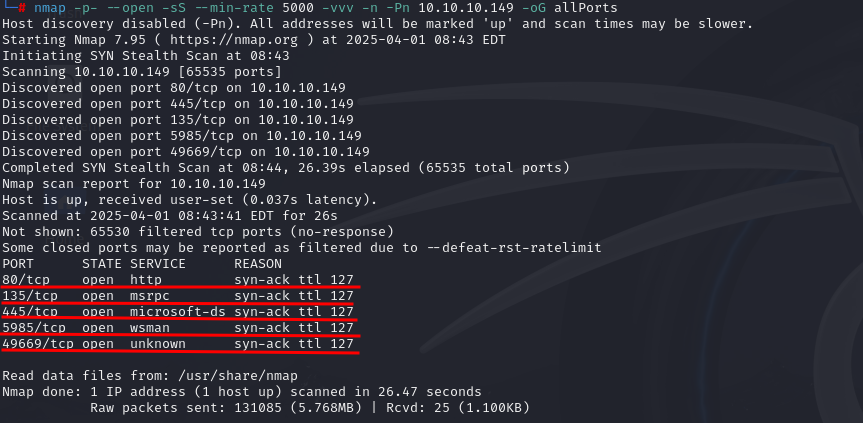 └─# nmap -p- --open -sS --min-rate 5000 -vvv -n -Pn 10.10.10.149 -oG allPorts
Host discovery disabled (-Pn). All addresses will be marked 'up' and scan times may be slower.
Starting Nmap 7.95 ( https://nmap.org ) at 2025-04-01 08:43 EDT
Initiating SYN Stealth Scan at 08:43
Scanning 10.10.10.149 [65535 ports]
Discovered open port 80/tcp on 10.10.10.149
Discovered open port 445/tcp on 10.10.10.149
Discovered open port 135/tcp on 10.10.10.149
Discovered open port 5985/tcp on 10.10.10.149
Discovered open port 49669/tcp on 10.10.10.149
Completed SYN Stealth Scan at 08:44, 26.39s elapsed (65535 total ports)
Nmap scan report for 10.10.10.149
Host is up, received user-set (0.037s latency).
Scanned at 2025-04-01 08:43:41 EDT for 26s
Not shown: 65530 filtered tcp ports (no-response)
Some closed ports may be reported as filtered due to --defeat-rst-ratelimit
PORT      STATE SERVICE      REASON
80/tcp    open  http         syn-ack ttl 127
135/tcp   open  msrpc        syn-ack ttl 127
445/tcp   open  microsoft-ds syn-ack ttl 127
5985/tcp  open  wsman        syn-ack ttl 127
49669/tcp open  unknown      syn-ack ttl 127
Read data files from: /usr/share/nmap
Nmap done: 1 IP address (1 host up) scanned in 26.47 seconds
           Raw packets sent: 131085 (5.768MB) | Rcvd: 25 (1.100KB)